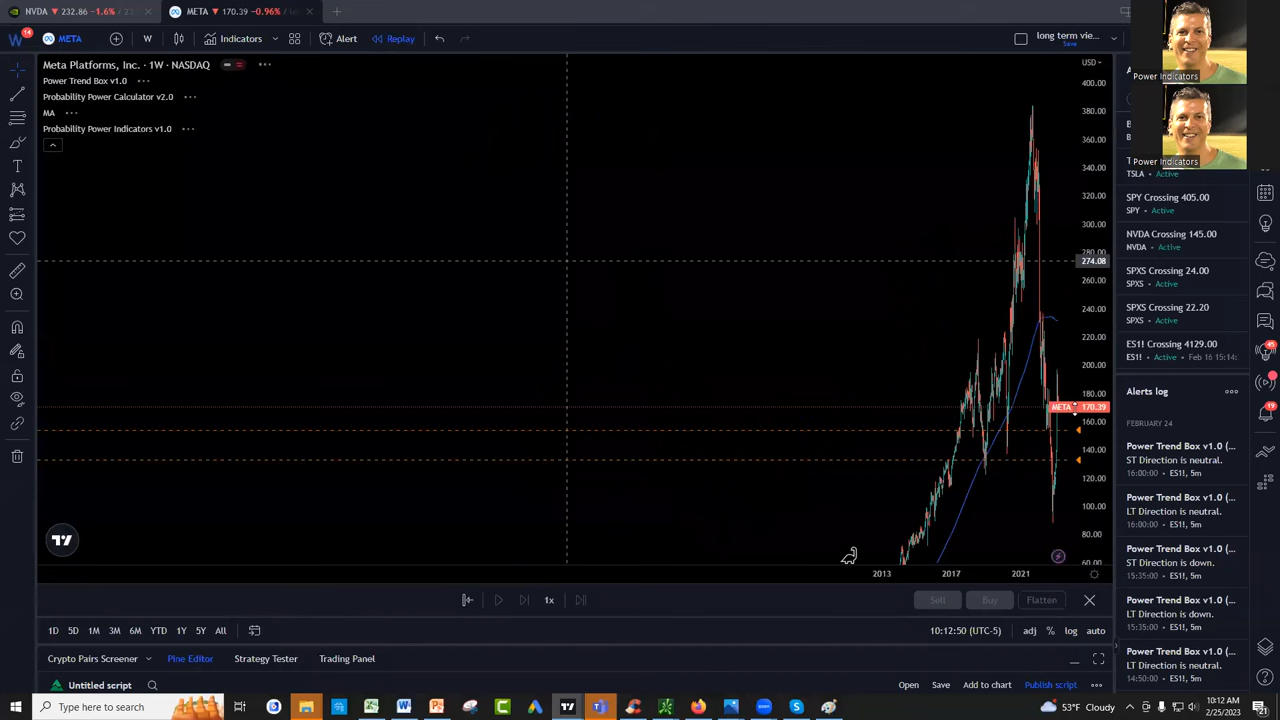 NVDA ▼ 232.86 −1.6%
META ▼ 170.39 −0.96% /
14
META
W
Indicators
Alert
Replay
long term vie...
Save
Meta Platforms, Inc. · 1W · NASDAQ
Power Trend Box v1.0
Probability Power Calculator v2.0
MA
Probability Power Indicators v1.0
USD
400.00
380.00
360.00
340.00
320.00
300.00
280.00
274.08
260.00
240.00
220.00
200.00
180.00
META 170.39
160.00
140.00
120.00
100.00
80.00
60.00
2013
2017
2021
Power Indicators
Power Indicators
TSLA · Active
SPY Crossing 405.00
SPY · Active
NVDA Crossing 145.00
NVDA · Active
SPXS Crossing 24.00
SPXS · Active
SPXS Crossing 22.20
SPXS · Active
ES1! Crossing 4129.00
ES1! · Active · Feb 16 15:14:
Alerts log
FEBRUARY 24
Power Trend Box v1.0 (...
ST Direction is neutral.
16:00:00 · ES1!, 5m
Power Trend Box v1.0 (...
LT Direction is neutral.
16:00:00 · ES1!, 5m
Power Trend Box v1.0 (...
ST Direction is down.
15:35:00 · ES1!, 5m
Power Trend Box v1.0 (...
LT Direction is down.
15:35:00 · ES1!, 5m
Power Trend Box v1.0 (...
LT Direction is neutral.
14:50:00 · ES1!, 5m
45
19
1x
Sell
Buy
Flatten
1D 5D 1M 3M 6M YTD 1Y 5Y All
10:12:50 (UTC-5)
adj % log auto
Crypto Pairs Screener
Pine Editor
Strategy Tester
Trading Panel
Untitled script
Open Save Add to chart Publish script
Type here to search
53°F Cloudy
10:12 AM
2/25/2023
21